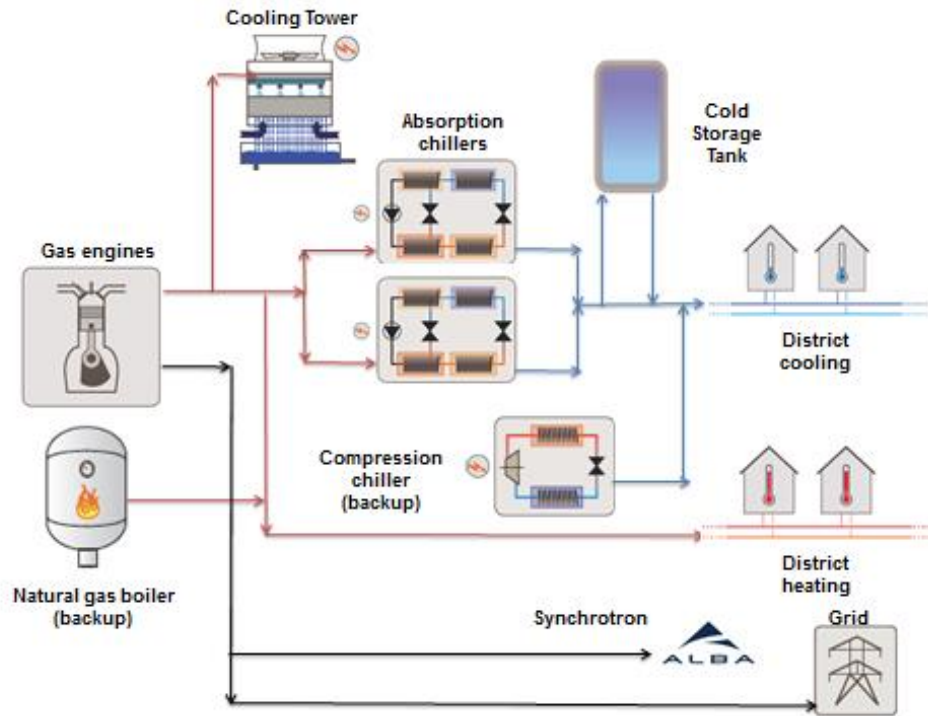 Cooling Tower
Absorption
chillers
Cold
Storage
Tank
Gas engines
District
cooling
Compression
chiller
(backup)
Natural gas boiler
(backup)
District
heating
Synchrotron
ALBA
Grid